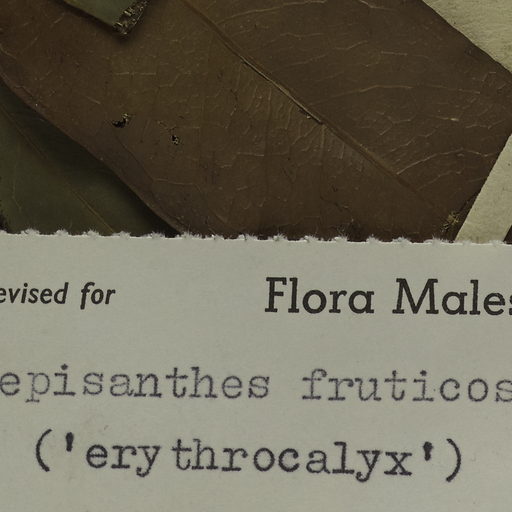 evised for Flora Males
episanthes fruticos
('erythrocalyx')